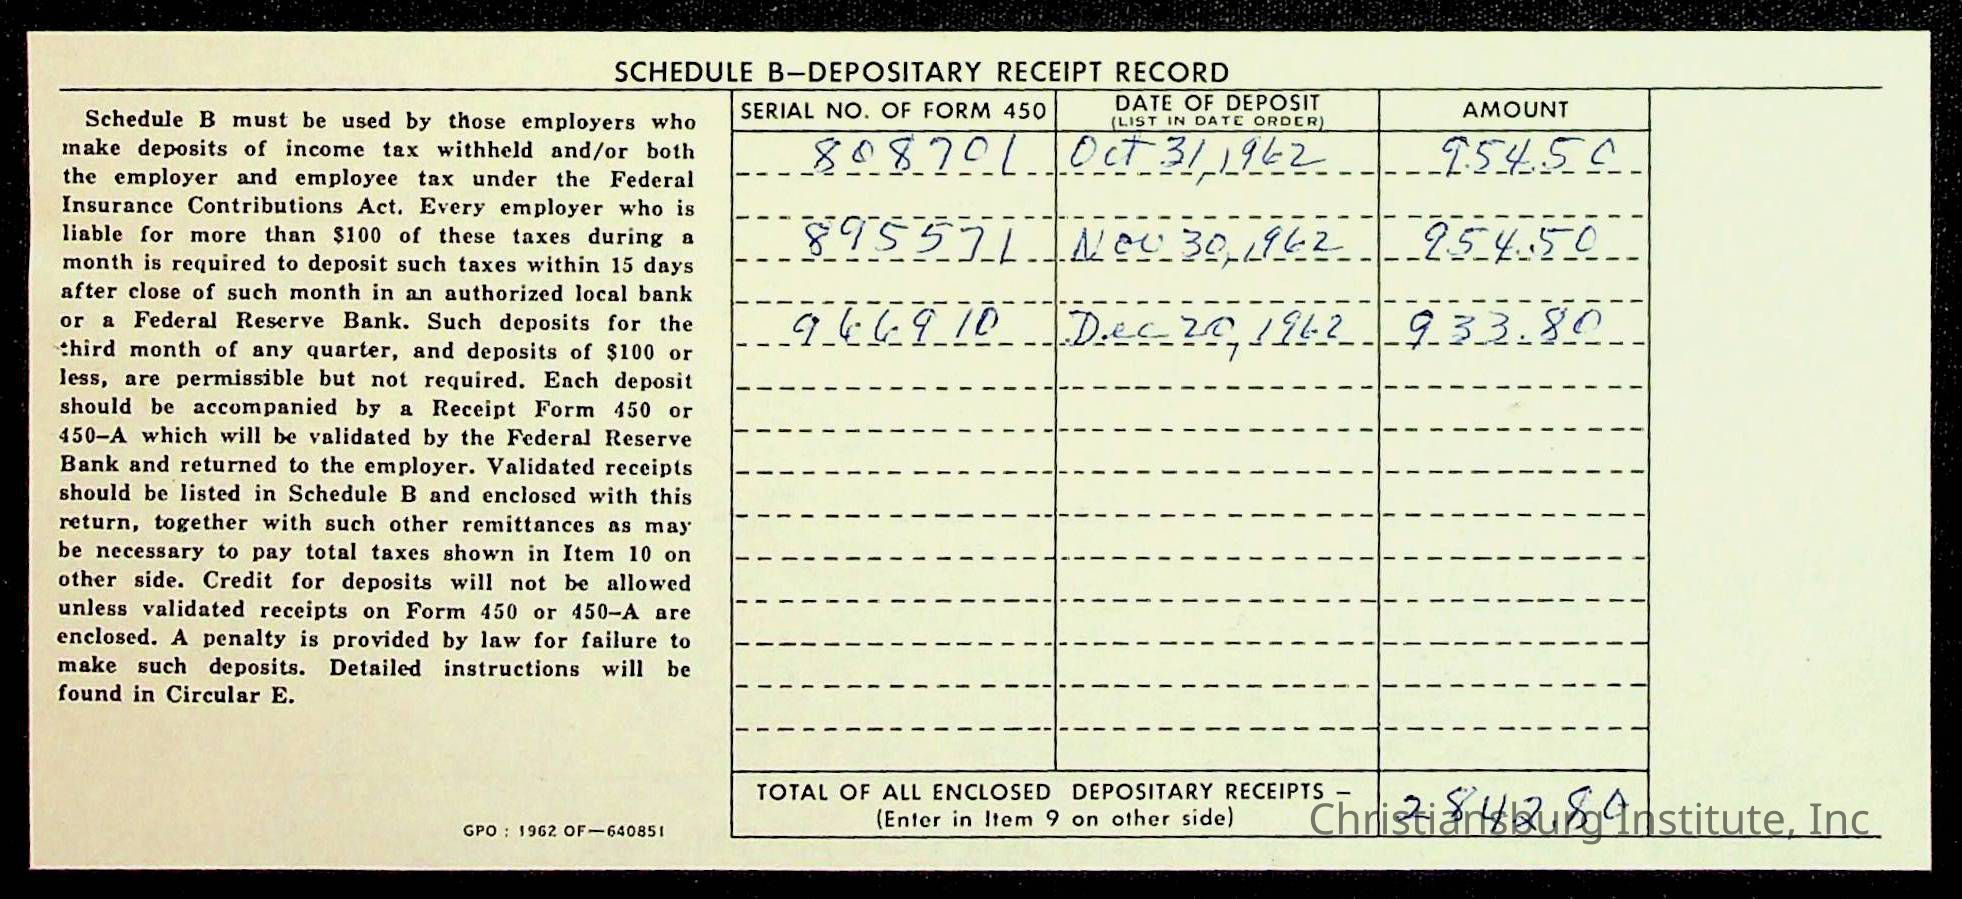 SCHEDULE B—DEPOSITARY RECEIPT RECORD
Schedule B must be used by those employers who
make deposits of income tax withheld and/or both
the employer and employee tax under the Federal
Insurance Contributions Act. Every employer who is
liable for more than $100 of these taxes during a
month is required to deposit such taxes within 15 days
after close of such month in an authorized local bank
or a Federal Reserve Bank. Such deposits for the
third month of any quarter, and deposits of $100 or
less, are permissible but not required. Each deposit
should be accompanied by a Receipt Form 450 or
450–A which will be validated by the Federal Reserve
Bank and returned to the employer. Validated receipts
should be listed in Schedule B and enclosed with this
return, together with such other remittances as may
be necessary to pay total taxes shown in Item 10 on
other side. Credit for deposits will not be allowed
unless validated receipts on Form 450 or 450–A are
enclosed. A penalty is provided by law for failure to
make such deposits. Detailed instructions will be
found in Circular E.
GPO : 1962 OF—640851
SERIAL NO. OF FORM 450 DATE OF DEPOSIT AMOUNT
(LIST IN DATE ORDER)
808701 Oct 31, 1962 954.50
895571 Nov 30, 1962 954.50
966910 Dec 20, 1962 933.80
TOTAL OF ALL ENCLOSED DEPOSITARY RECEIPTS – 2842.80
(Enter in Item 9 on other side)
Christiansburg Institute, Inc